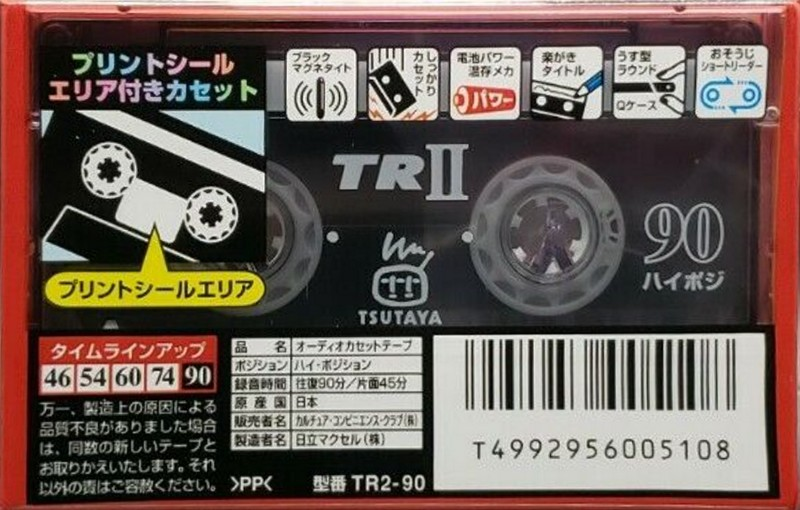 プリントシール
エリア付きカセット
ブラック
マグネタイト
しっかり
カセット
電池パワー
温存メカ
パワー
楽がき
タイトル
うす型
ラウンド
Qケース
おそうじ
ショートリーダー
TRII
90
ハイポジ
TSUTAYA
プリントシールエリア
タイムラインアップ
46 54 60 74 90
万一、製造上の原因による
品質不良がありました場合
は、同数の新しいテープと
お取りかえいたします。それ
以外の責はご容赦ください。
品名 オーディオカセットテープ
ポジション ハイ・ポジション
録音時間 往復90分/片面45分
原産国 日本
販売者名 カルチュア・コンビニエンス・クラブ(株)
製造者名 日立マクセル(株)
>PP< 型番 TR2-90
T4992956005108